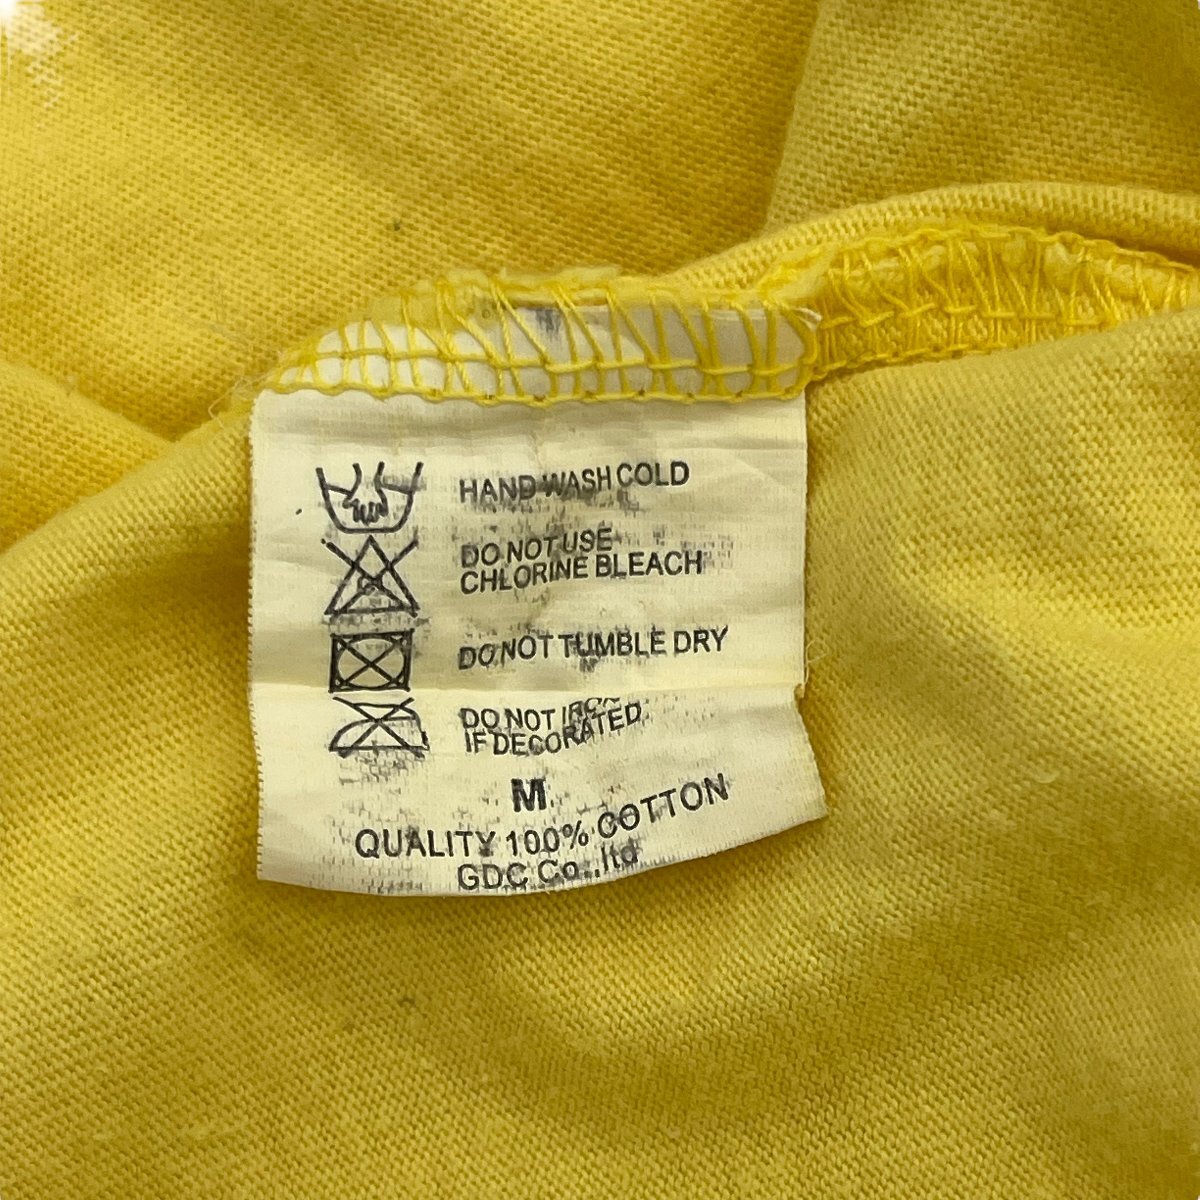 HAND WASH COLD
DO NOT USE
CHLORINE BLEACH
DO NOT TUMBLE DRY
DO NOT IRON
IF DECORATED
M
QUALITY 100% COTTON
GDC Co.,ltd